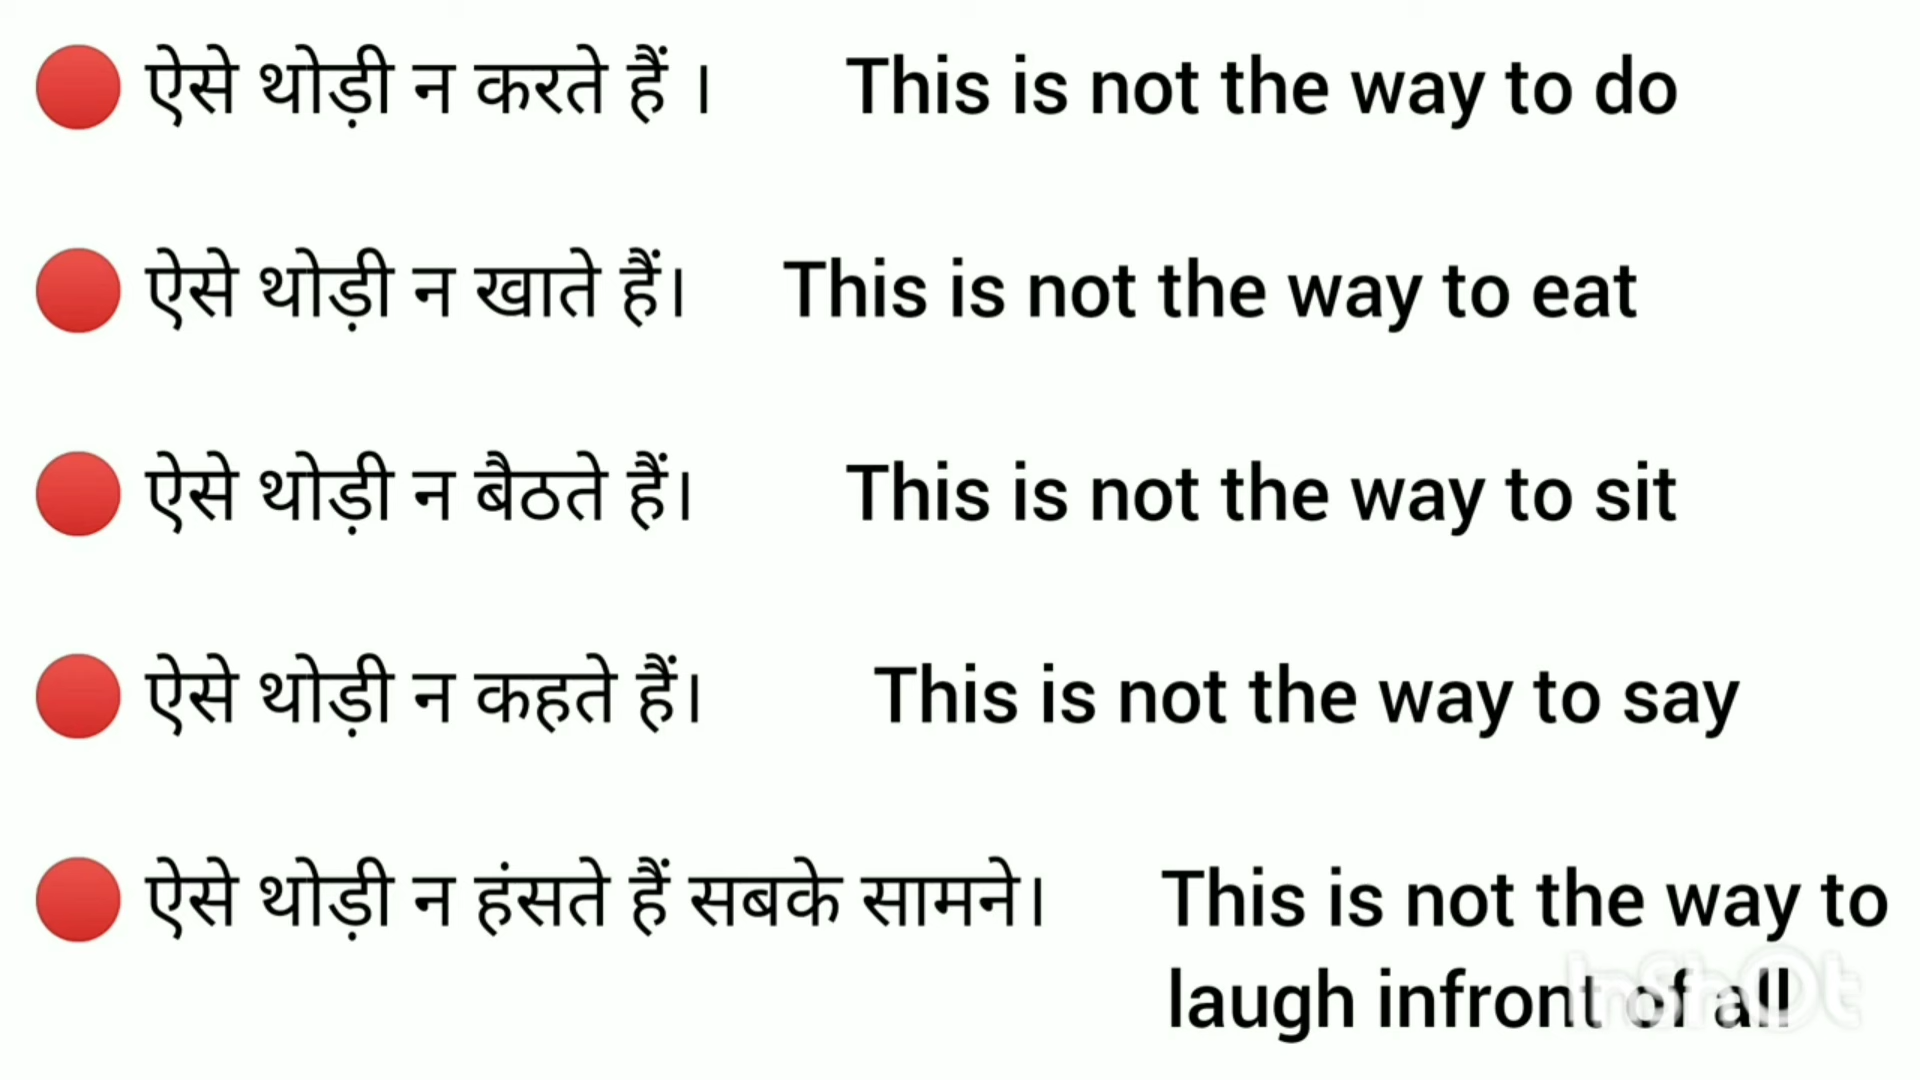 ऐसे थोड़ी न करते हैं । This is not the way to do
ऐसे थोड़ी न खाते हैं। This is not the way to eat
ऐसे थोड़ी न बैठते हैं। This is not the way to sit
ऐसे थोड़ी न कहते हैं। This is not the way to say
ऐसे थोड़ी न हंसते हैं सबके सामने। This is not the way to
laugh infront of all
InShOt